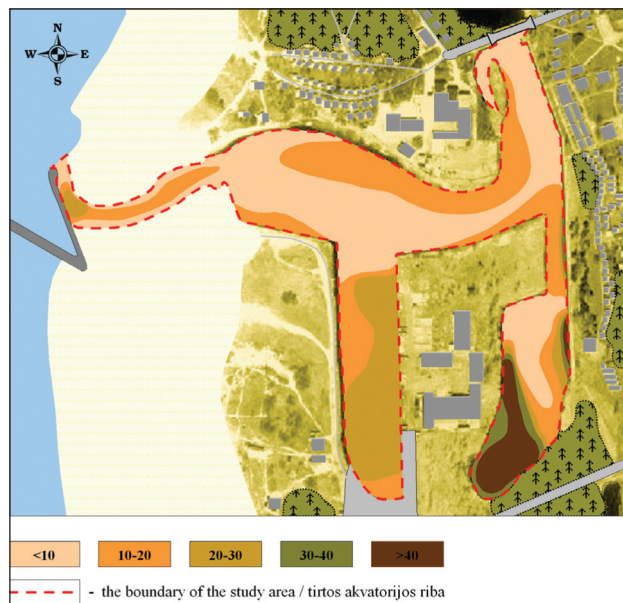 N
W E
S
<10 10-20 20-30 30-40 >40
- the boundary of the study area / tirtos akvatorijos riba